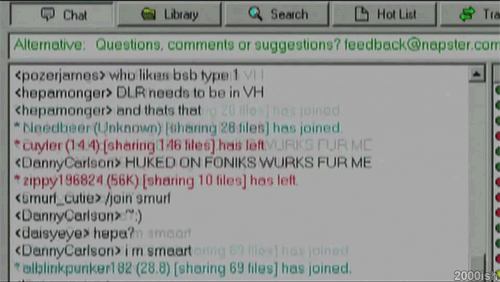 Chat Library Search Hot List Tra
Alternative: Questions, comments or suggestions? feedback@napster.com
<pozerjames> who likes bsb type 1
<hepamonger> DLR needs to be in VH
<hepamonger> and thats that
* Needbeer (Unknown) [sharing 28 files] has joined.
* cuyler (14.4) [sharing 146 files] has left.
<DannyCarlson> HUKED ON FONIKS WURKS FUR ME
* zippy196824 (56K) [sharing 10 files] has left.
<smurf_cutie> /join smurf
<DannyCarlson> ~:)
<daisyeye> hepa?
<DannyCarlson> i m smaart
* alblinkpunker182 (28.8) [sharing 69 files] has joined.
2000ish